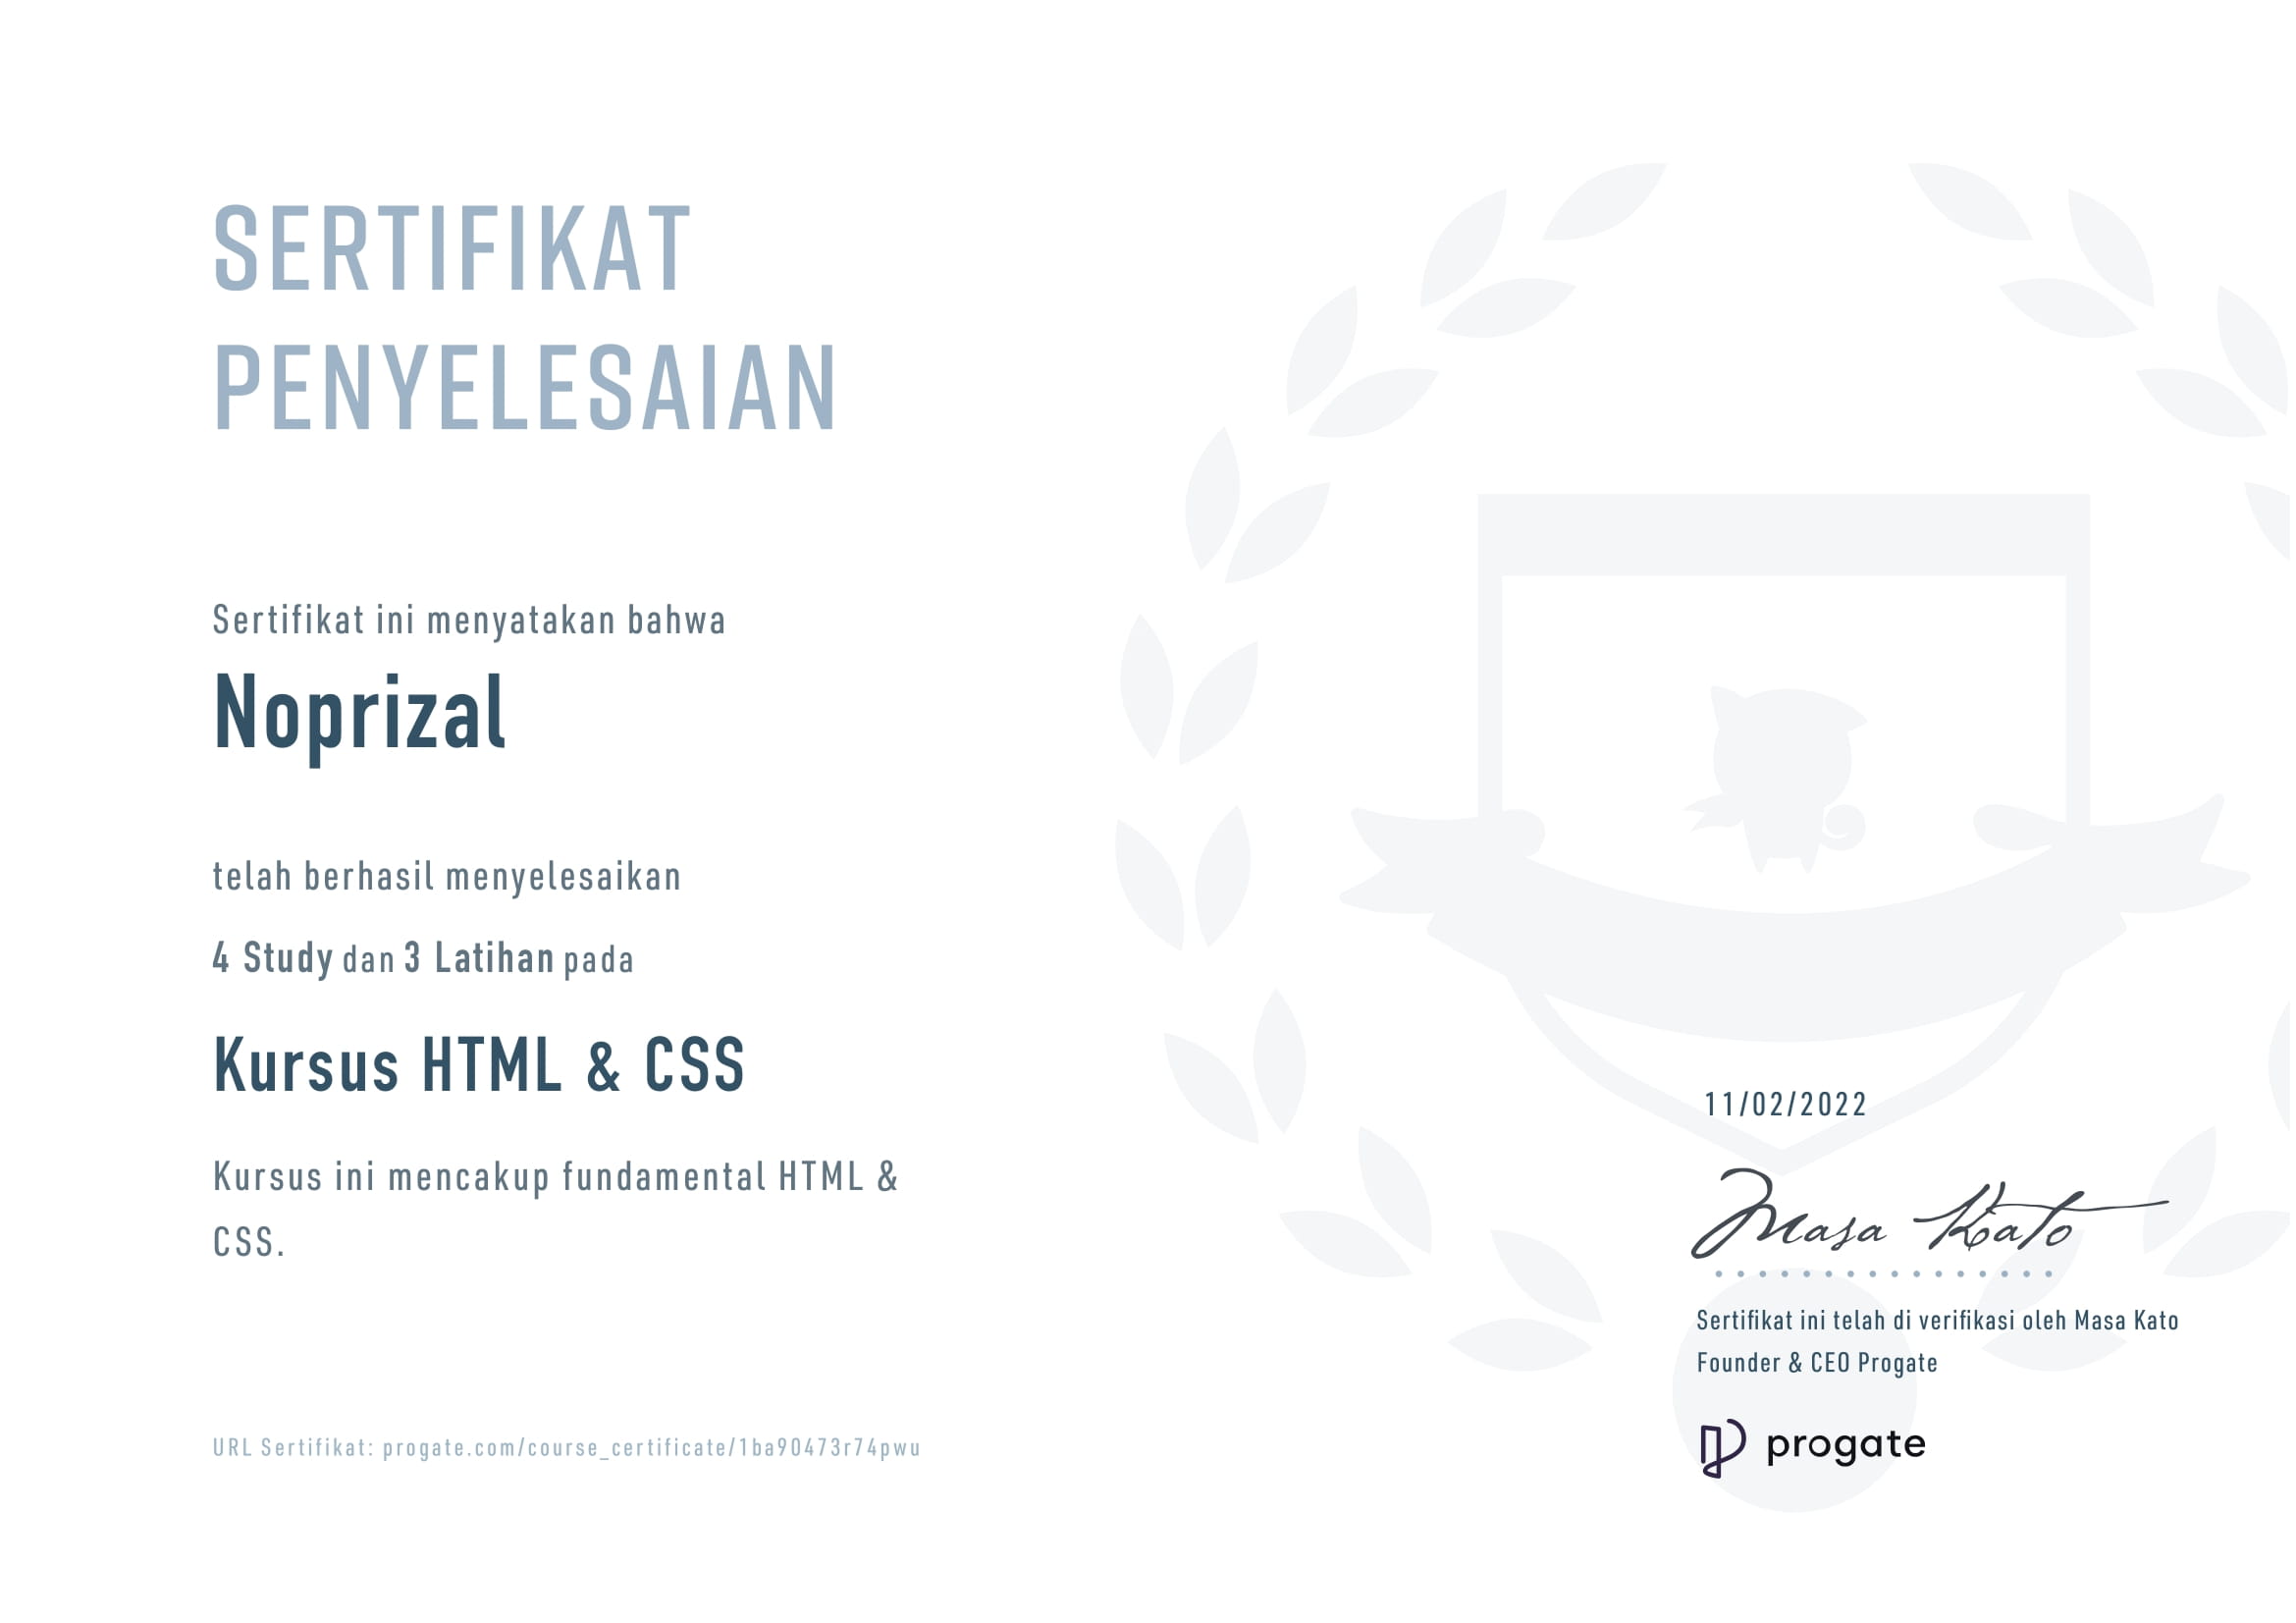 SERTIFIKAT
PENYELESAIAN
Sertifikat ini menyatakan bahwa
Noprizal
telah berhasil menyelesaikan
4 Study dan 3 Latihan pada
Kursus HTML & CSS
Kursus ini mencakup fundamental HTML &
CSS.
URL Sertifikat: progate.com/course_certificate/1ba90473r74pwu
11/02/2022
Masa Kato
Sertifikat ini telah di verifikasi oleh Masa Kato
Founder & CEO Progate
progate